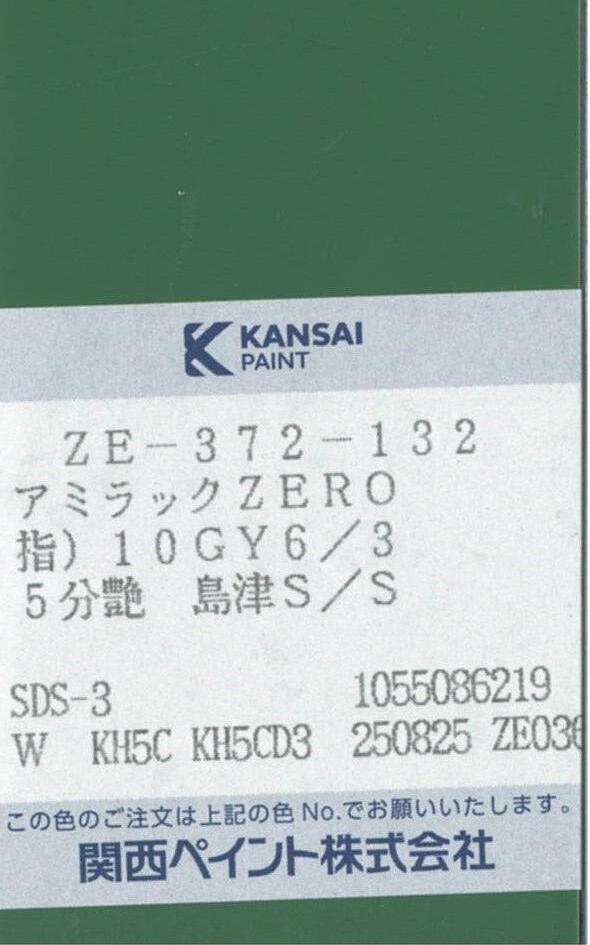 KANSAI
PAINT
ZE-372-132
アミラックZERO
指)10GY6/3
5分艶 島津S/S
SDS-3 1055086219
W KH5C KH5CD3 250825 ZE036
この色のご注文は上記の色 No.でお願いいたします。
関西ペイント株式会社